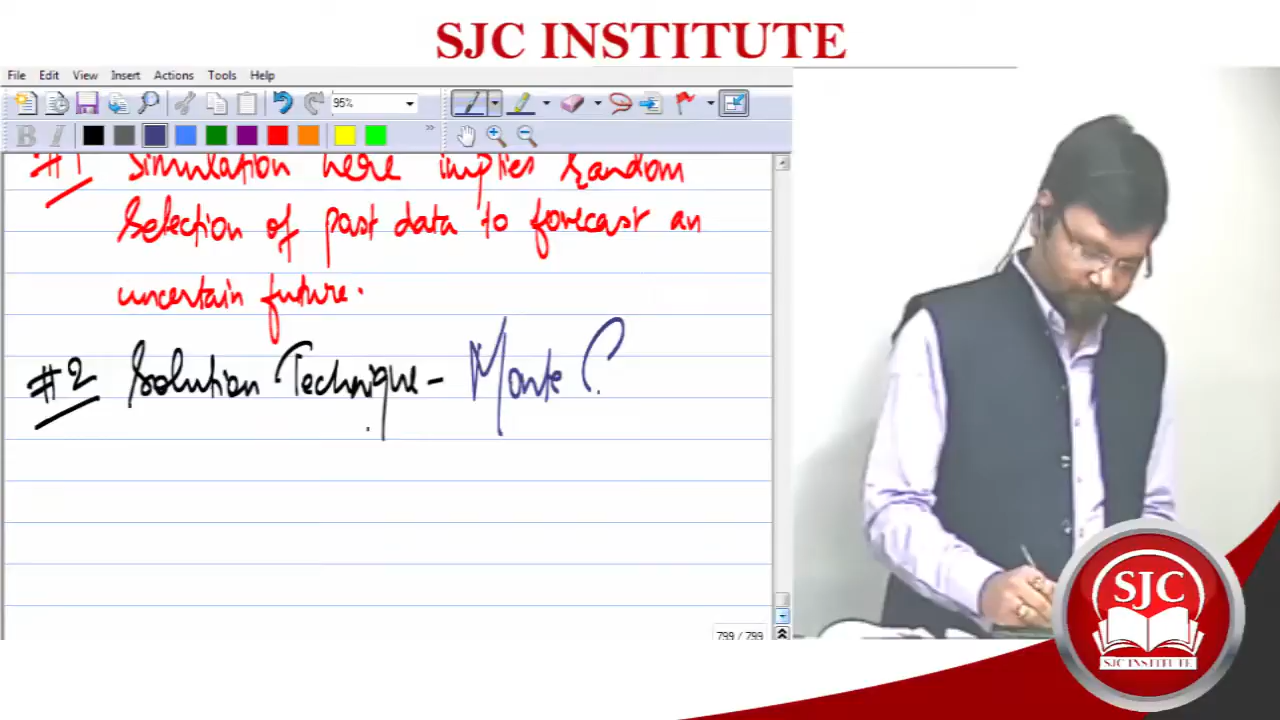 SJC INSTITUTE
File Edit View Insert Actions Tools Help
95%
B I
#1 Simulation here implies Random
Selection of past data to forecast an
uncertain future.
#2 Solution Technique - Monte C
799 / 799
SJC
SJC INSTITUTE